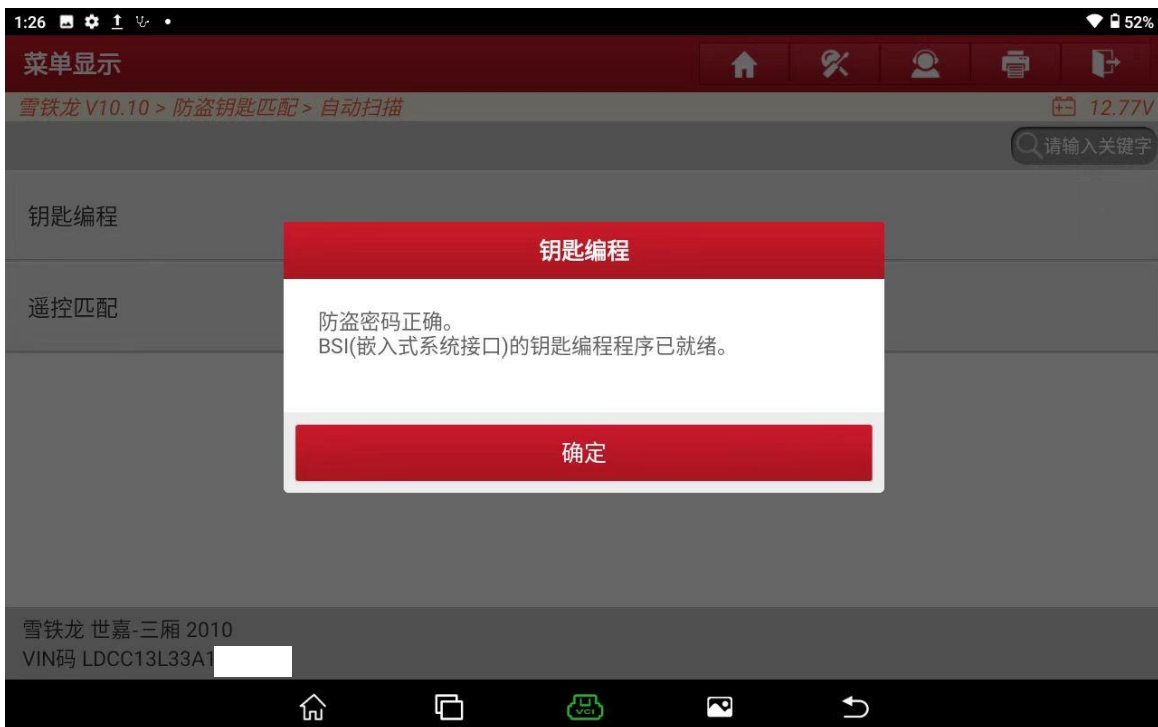 1:26
52%
菜单显示
雪铁龙 V10.10 > 防盗钥匙匹配 > 自动扫描
12.77V
请输入关键字
钥匙编程
钥匙编程
遥控匹配
防盗密码正确。
BSI(嵌入式系统接口)的钥匙编程程序已就绪。
确定
雪铁龙 世嘉-三厢 2010
VIN码 LDCC13L33A1
VCI